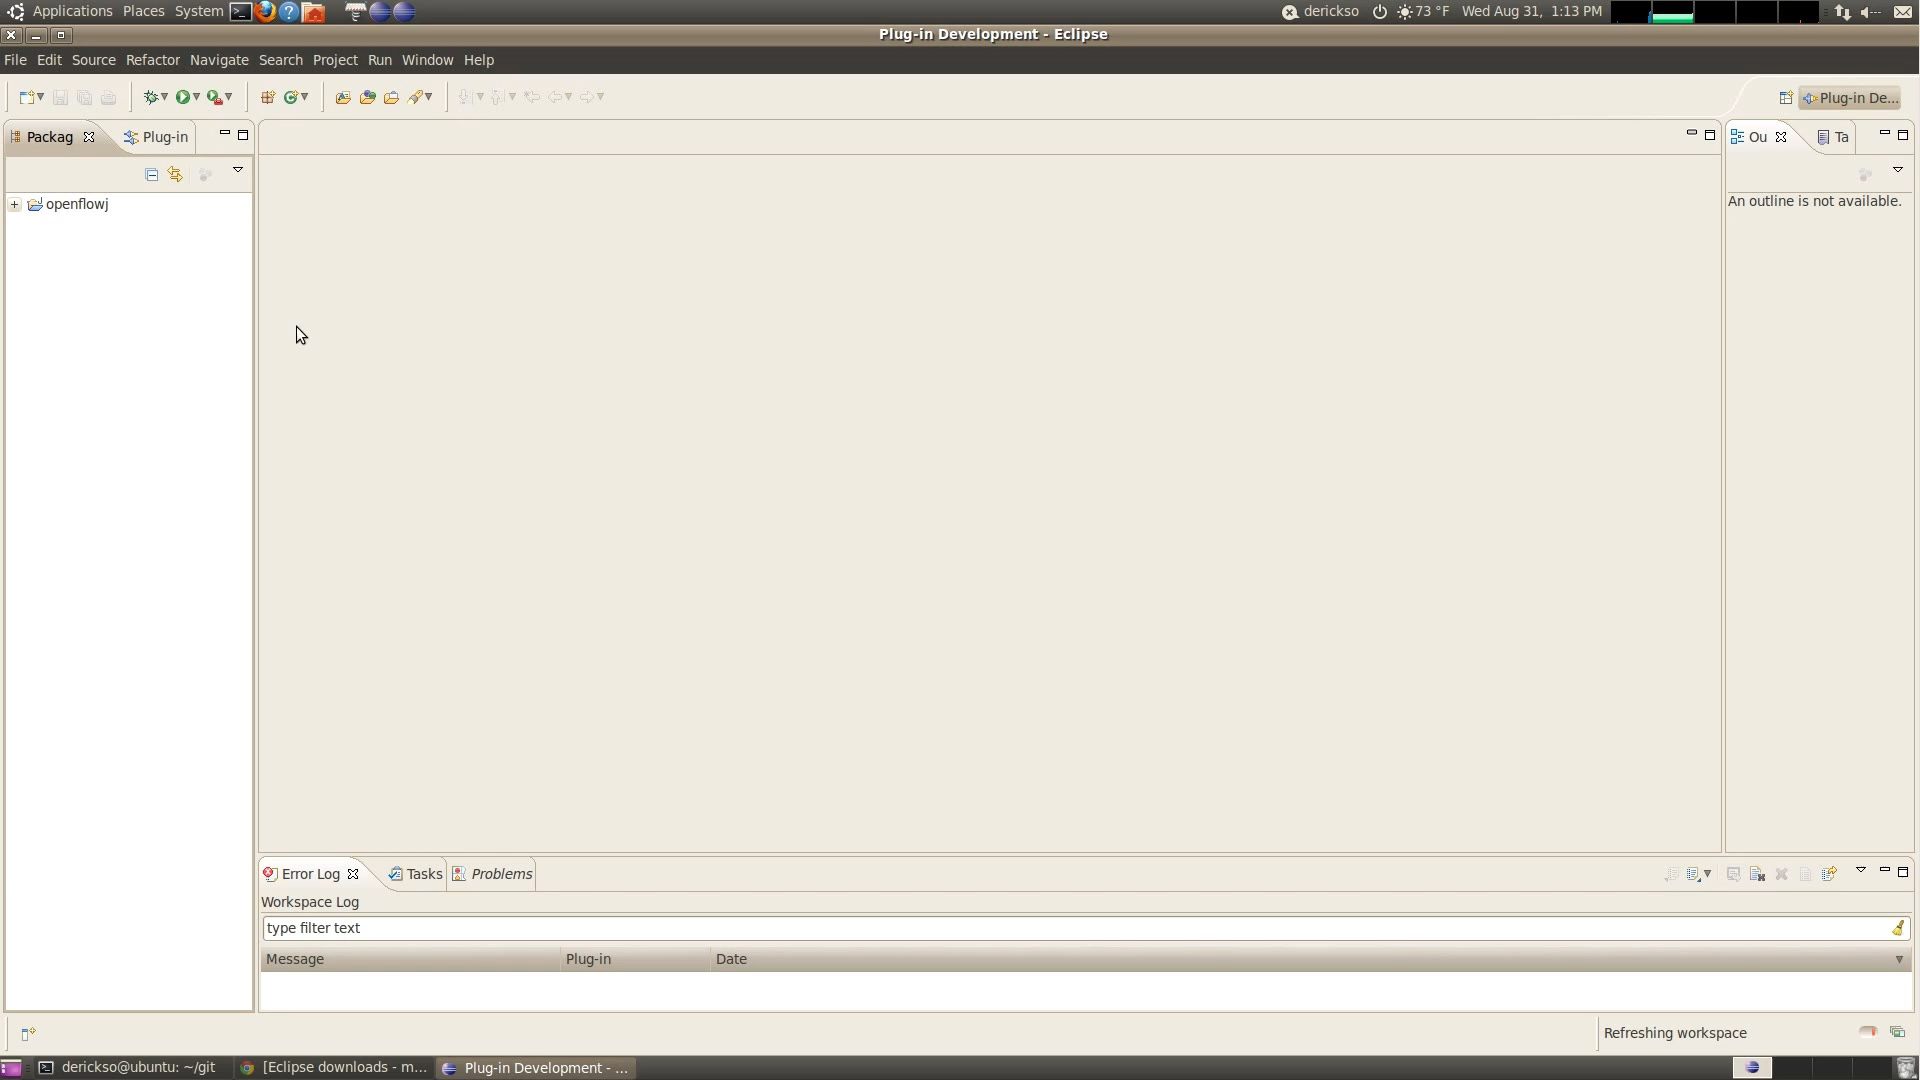 Applications Places System
derickso 73 °F Wed Aug 31, 1:13 PM
Plug-in Development - Eclipse
File Edit Source Refactor Navigate Search Project Run Window Help
Plug-in De...
Packag Plug-in
Ou Ta
openflowj
An outline is not available.
Error Log Tasks Problems
Workspace Log
type filter text
Message Plug-in Date
Refreshing workspace
derickso@ubuntu: ~/git [Eclipse downloads - m... Plug-in Development - ...